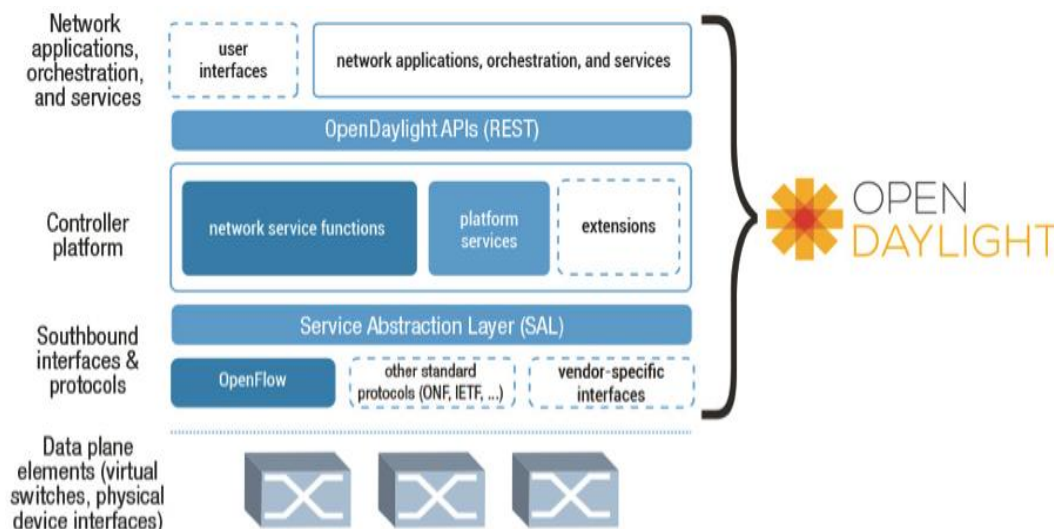 Network
applications,
orchestration,
and services
user
interfaces
network applications, orchestration, and services
OpenDaylight APIs (REST)
Controller
platform
network service functions
platform
services
extensions
Service Abstraction Layer (SAL)
Southbound
interfaces &
protocols
OpenFlow
other standard
protocols (ONF, IETF, ...)
vendor-specific
interfaces
Data plane
elements (virtual
switches, physical
device interfaces)
OPEN
DAYLIGHT